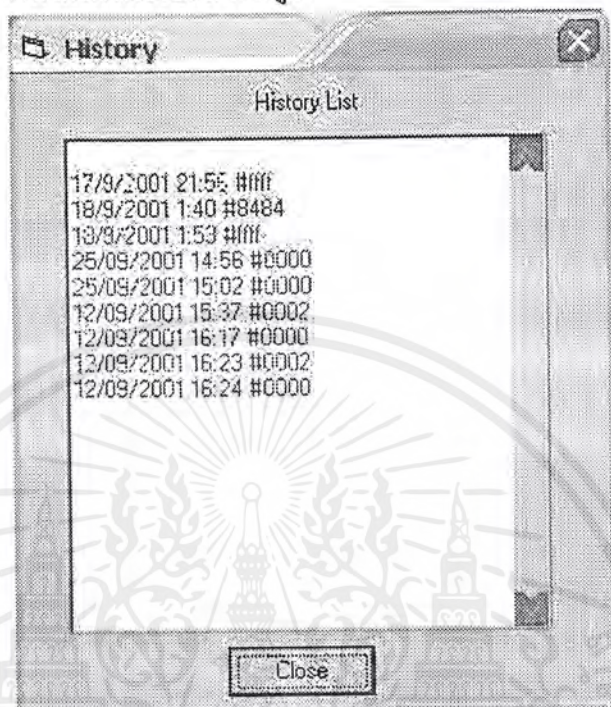 History
History List
17/9/2001 21:55 #ffff
18/9/2001 1:40 #8484
18/9/2001 1:53 #ffff
25/09/2001 14:56 #0000
25/09/2001 15:02 #0000
12/09/2001 15:37 #0002
12/09/2001 16:17 #0000
12/09/2001 16:23 #0002
12/09/2001 16:24 #0000
Close